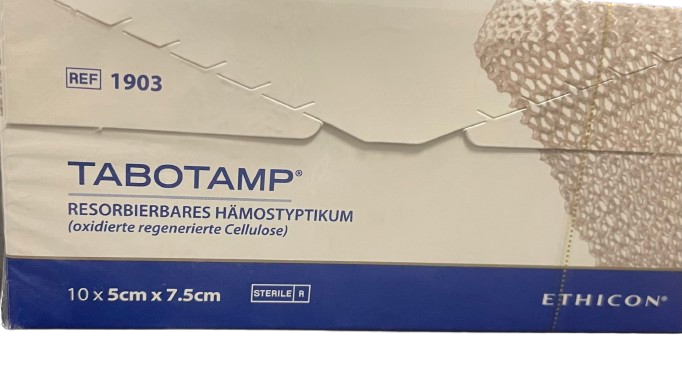 REF 1903
TABOTAMP®
RESORBIERBARES HÄMOSTYPTIKUM
(oxidierte regenerierte Cellulose)
10 x 5cm x 7.5cm STERILE R
ETHICON®